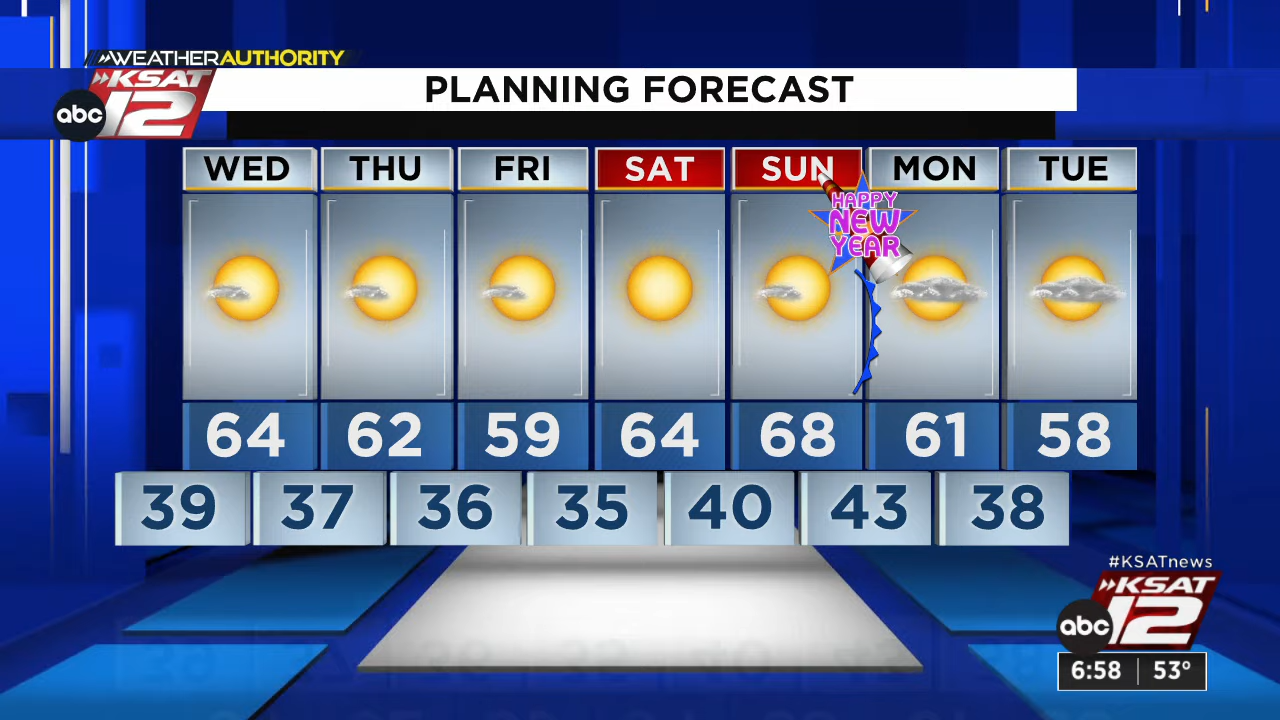 WEATHERAUTHORITY
KSAT
abc 12
PLANNING FORECAST
WED THU FRI SAT SUN MON TUE
HAPPY
NEW
YEAR
64 62 59 64 68 61 58
39 37 36 35 40 43 38
#KSATnews
KSAT
abc 12
6:58 53°